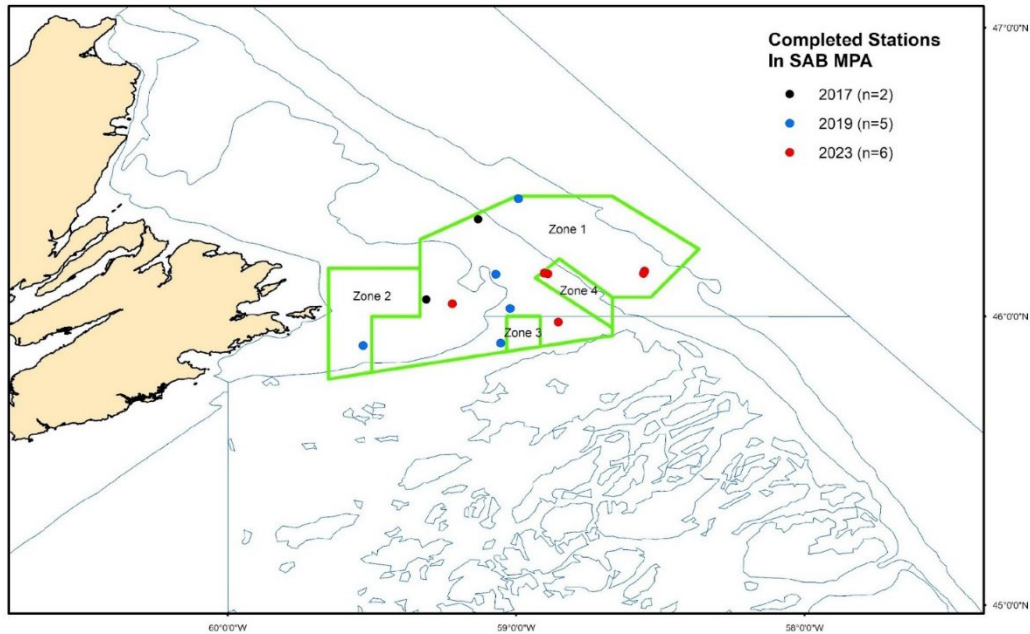 Completed Stations
In SAB MPA
2017 (n=2)
2019 (n=5)
2023 (n=6)
47°0'0"N
Zone 1
Zone 2
Zone 4
46°0'0"N
Zone 3
45°0'0"N
60°0'0"W
59°0'0"W
58°0'0"W